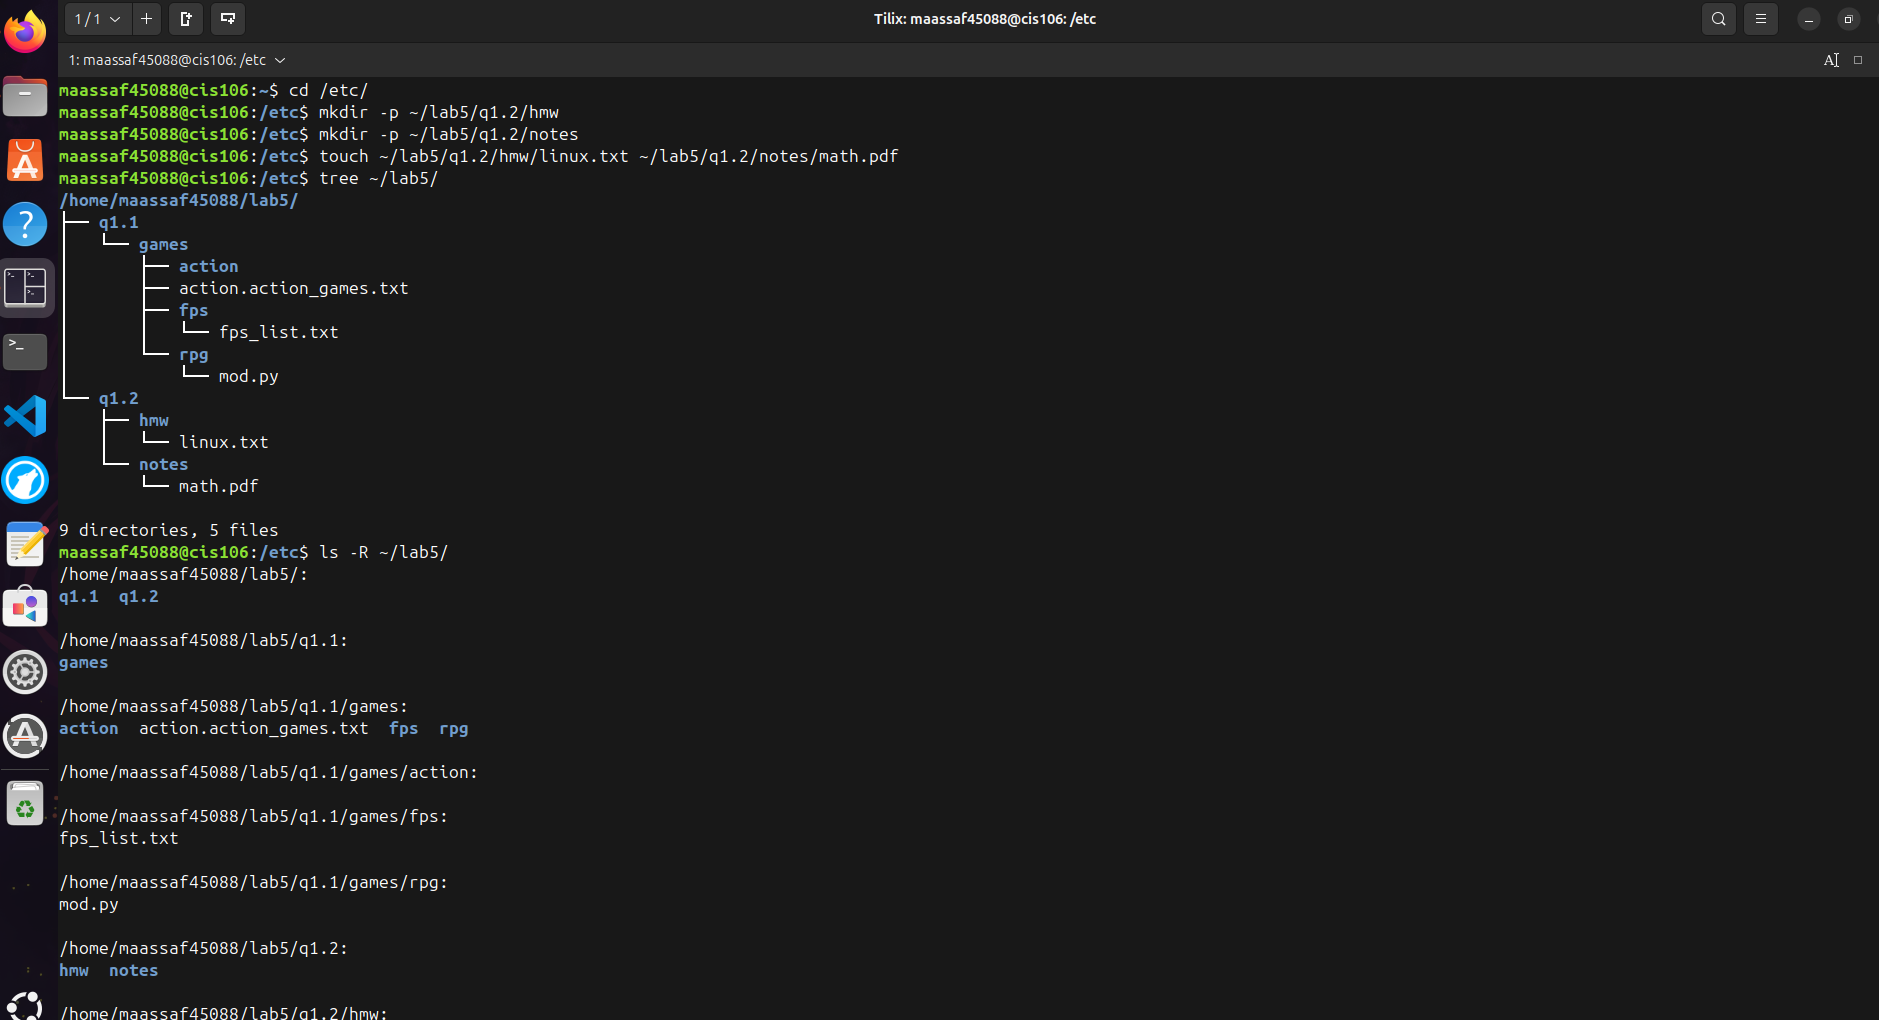 1 / 1
Tilix: maassaf45088@cis106: /etc
1: maassaf45088@cis106: /etc
maassaf45088@cis106:~$ cd /etc/
maassaf45088@cis106:/etc$ mkdir -p ~/lab5/q1.2/hmw
maassaf45088@cis106:/etc$ mkdir -p ~/lab5/q1.2/notes
maassaf45088@cis106:/etc$ touch ~/lab5/q1.2/hmw/linux.txt ~/lab5/q1.2/notes/math.pdf
maassaf45088@cis106:/etc$ tree ~/lab5/
/home/maassaf45088/lab5/
├── q1.1
│   └── games
│       ├── action
│       ├── action.action_games.txt
│       ├── fps
│       │   └── fps_list.txt
│       └── rpg
│           └── mod.py
└── q1.2
    ├── hmw
    │   └── linux.txt
    └── notes
        └── math.pdf
9 directories, 5 files
maassaf45088@cis106:/etc$ ls -R ~/lab5/
/home/maassaf45088/lab5/:
q1.1  q1.2
/home/maassaf45088/lab5/q1.1:
games
/home/maassaf45088/lab5/q1.1/games:
action  action.action_games.txt  fps  rpg
/home/maassaf45088/lab5/q1.1/games/action:
/home/maassaf45088/lab5/q1.1/games/fps:
fps_list.txt
/home/maassaf45088/lab5/q1.1/games/rpg:
mod.py
/home/maassaf45088/lab5/q1.2:
hmw  notes
/home/maassaf45088/lab5/q1.2/hmw: